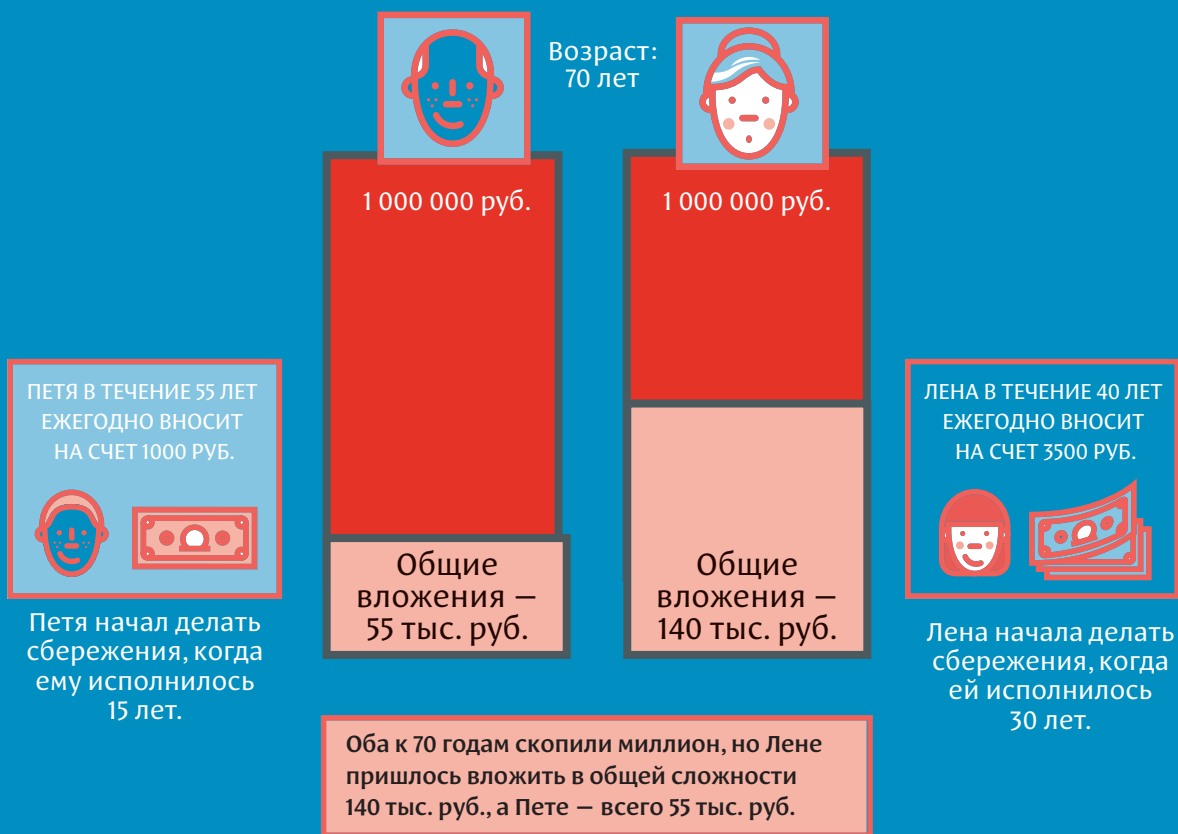 Возраст:
70 лет
1 000 000 руб.
1 000 000 руб.
ПЕТЯ В ТЕЧЕНИЕ 55 ЛЕТ
ЕЖЕГОДНО ВНОСИТ
НА СЧЕТ 1000 РУБ.
Петя начал делать
сбережения, когда
ему исполнилось
15 лет.
Общие
вложения —
55 тыс. руб.
Общие
вложения —
140 тыс. руб.
ЛЕНА В ТЕЧЕНИЕ 40 ЛЕТ
ЕЖЕГОДНО ВНОСИТ
НА СЧЕТ 3500 РУБ.
Лена начала делать
сбережения, когда
ей исполнилось
30 лет.
Оба к 70 годам скопили миллион, но Лене
пришлось вложить в общей сложности
140 тыс. руб., а Пете — всего 55 тыс. руб.